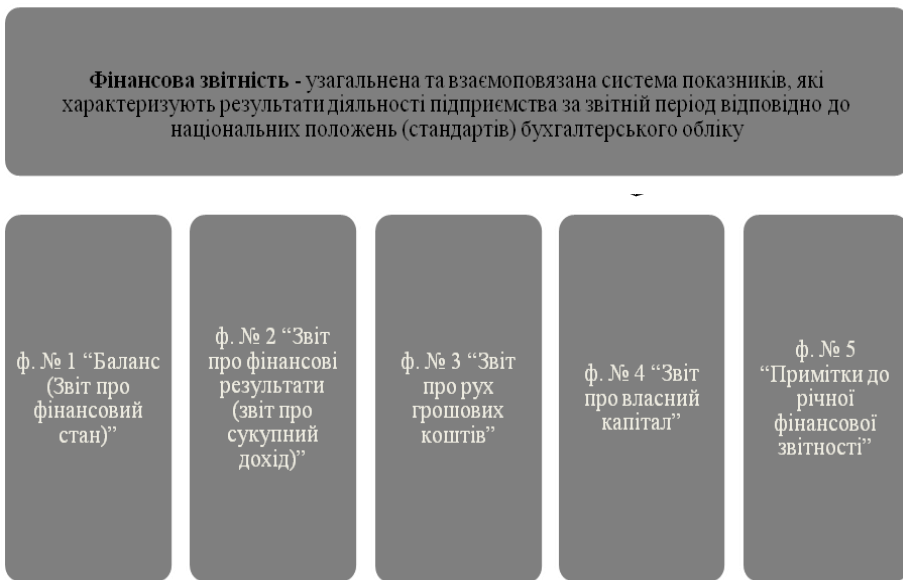 Фінансова звітність - узагальнена та взаємоповязана система показників, які
характеризують результати діяльності підприємства за звітній період відповідно до
національних положень (стандартів) бухгалтерського обліку
ф. № 1 “Баланс
(Звіт про
фінансовий
стан)”
ф. № 2 “Звіт
про фінансові
результати
(звіт про
сукупний
дохід)”
ф. № 3 “Звіт
про рух
грошових
коштів”
ф. № 4 “Звіт
про власний
капітал”
ф. № 5
“Примітки до
річної
фінансової
звітності”